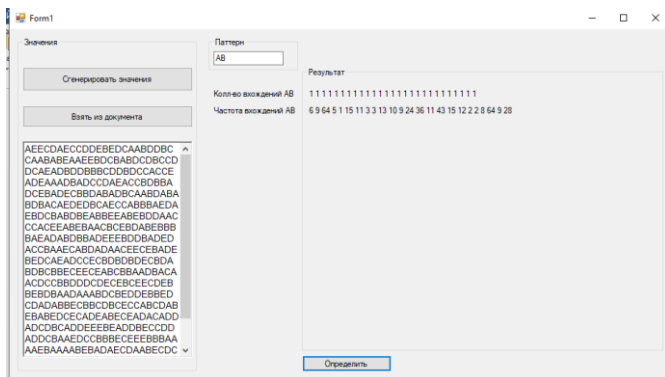 Form1
Значения
Сгенерировать значения
Взять из документа
AEECDAECCDDEBEDCAABDDBC
CAABABEAAEEBDCBABDCDBCCD
DCAEADBDDBBBCDDBDCCACCE
ADEAAADBADCCDAEACCBDBBA
DCEBADECBBDABADBCAABDABA
BDBACAEDEDBCAECCABBBAEDA
EBDCBABDBEABBEEABEBDDAAC
CCACEEABEBAACBCEBDABEBBB
BAEADABDBBADEEEBDDBADED
ACCBAAECABDADAACEECEBADE
BEDCAEADCCECBDBDBDECBDA
BDBCBBECEECEABCBBAADBACA
ACDCCBBDDDCDECEBCEECDEB
BEBDBAADAAABDCBEDDEBBED
CDADABBECBBCDBCECCABCDAB
EBABEDCECADEABECEADACADD
ADCDBCADDEEEBEADDBECCDD
ADDCBAAEDCCBBBECEEEBBBAA
AAEBAAAABEBADAECDAABECDC
Паттерн
AB
Результат
Колл-во вхождений AB 1 1 1 1 1 1 1 1 1 1 1 1 1 1 1 1 1 1 1 1 1 1 1 1 1 1 1
Частота вхождений AB 6 9 64 5 1 15 11 3 3 13 10 9 24 36 11 43 15 12 2 2 8 64 9 28
Определить